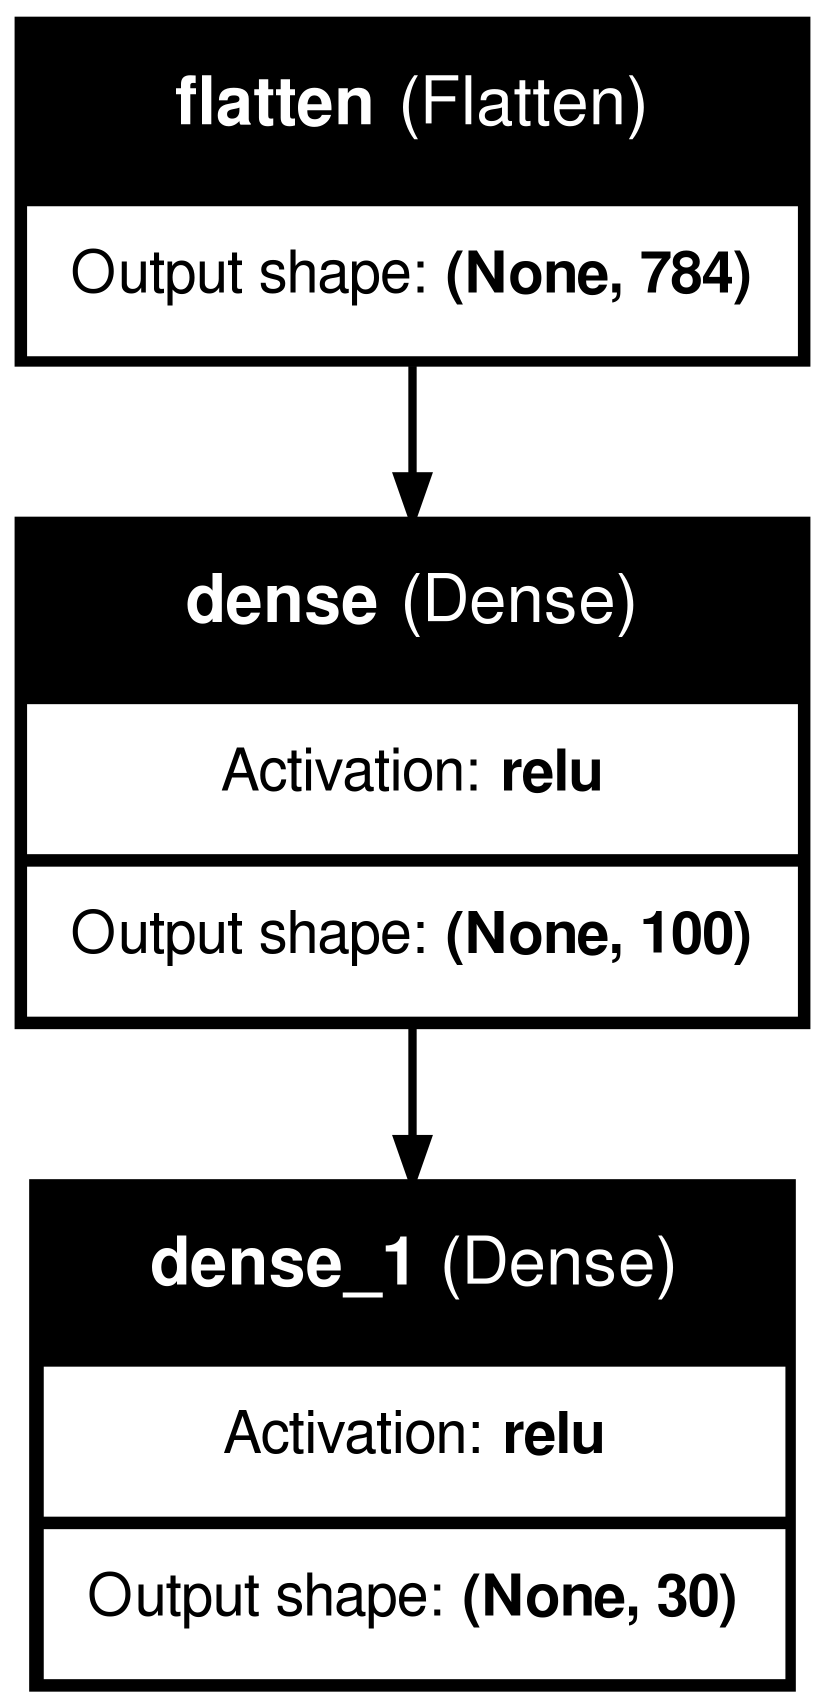 flatten (Flatten)
Output shape: (None, 784)
dense (Dense)
Activation: relu
Output shape: (None, 100)
dense_1 (Dense)
Activation: relu
Output shape: (None, 30)